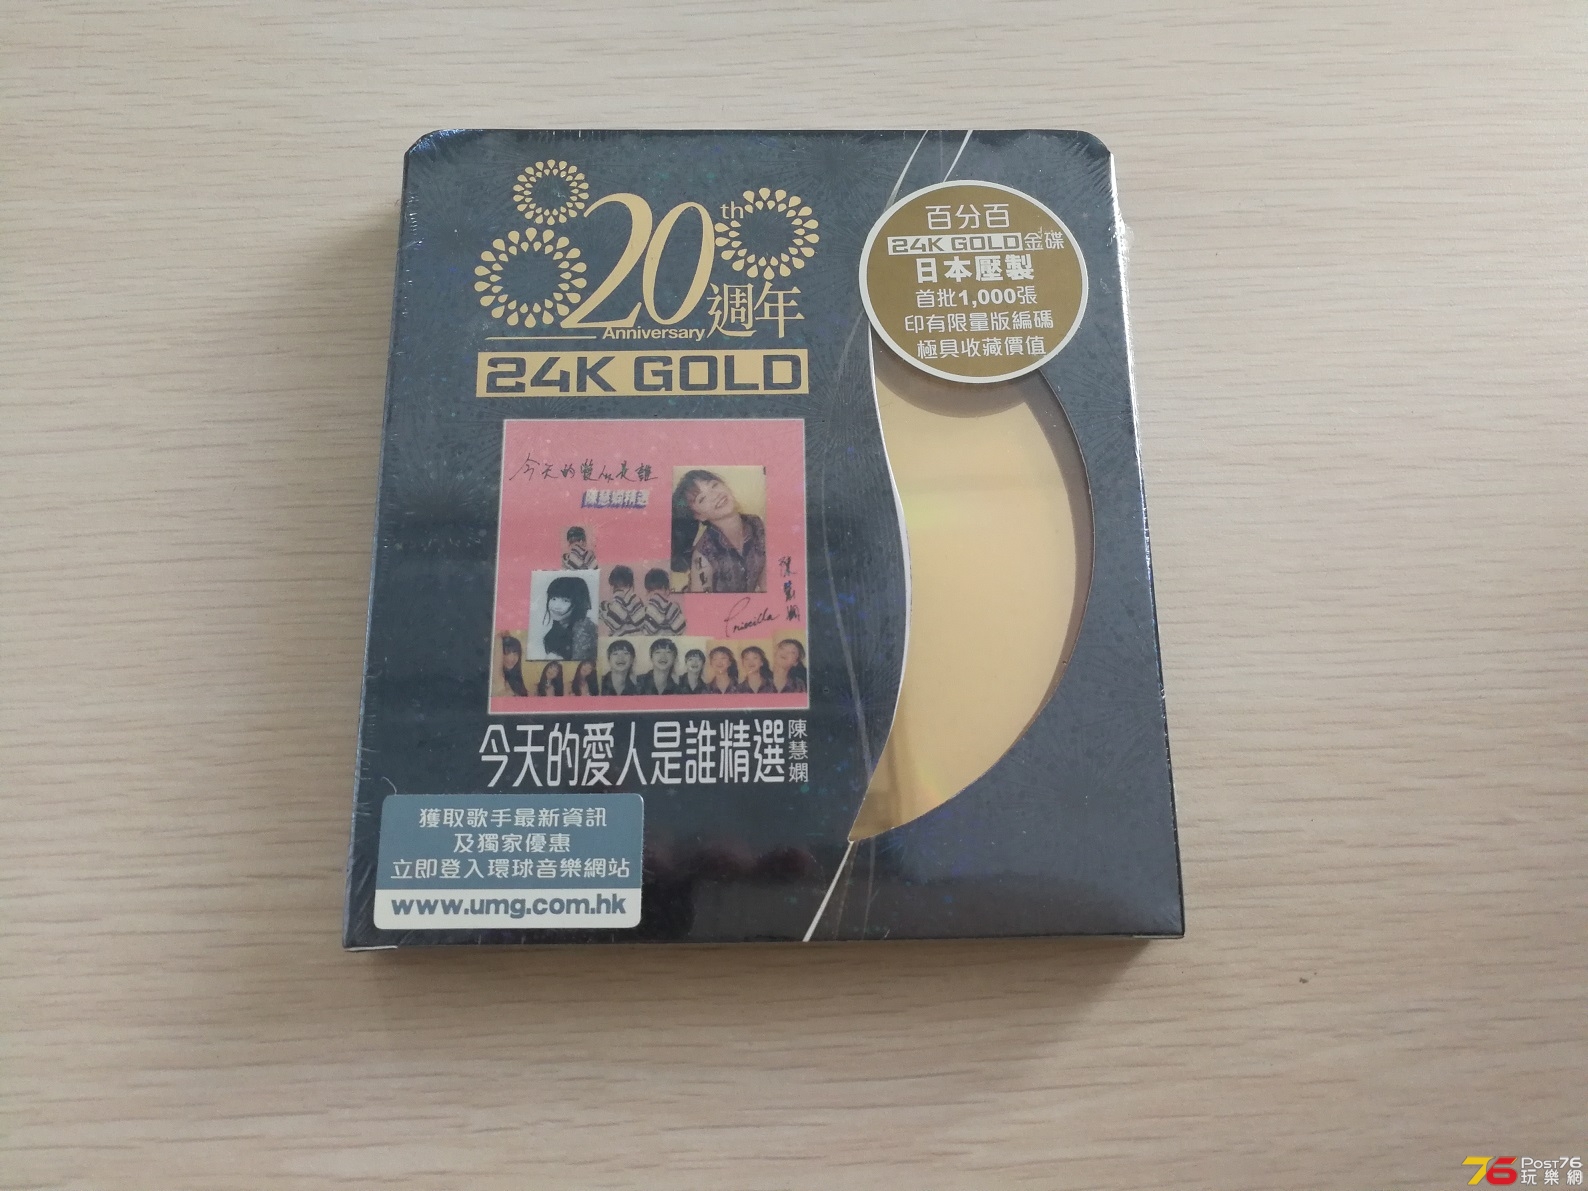 20th
Anniversary 週年
24K GOLD
百分百
24K GOLD金碟
日本壓製
首批1,000張
印有限量版編碼
極具收藏價值
今天的愛人是誰
陳慧嫻
Priscilla
今天的愛人是誰精選
陳慧嫻
獲取歌手最新資訊
及獨家優惠
立即登入環球音樂網站
www.umg.com.hk
76 POST76
玩樂網